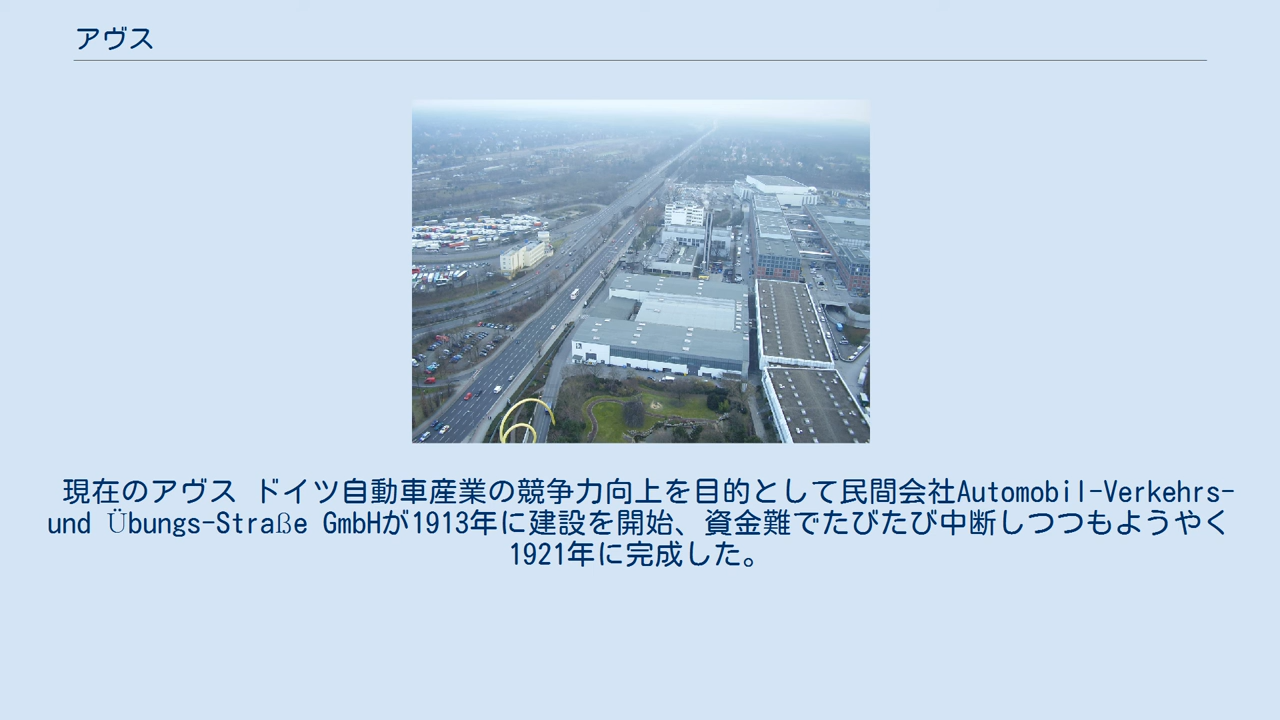 アヴス
現在のアヴス ドイツ自動車産業の競争力向上を目的として民間会社Automobil-Verkehrs-
und Übungs-Straße GmbHが1913年に建設を開始、資金難でたびたび中断しつつもようやく
1921年に完成した。